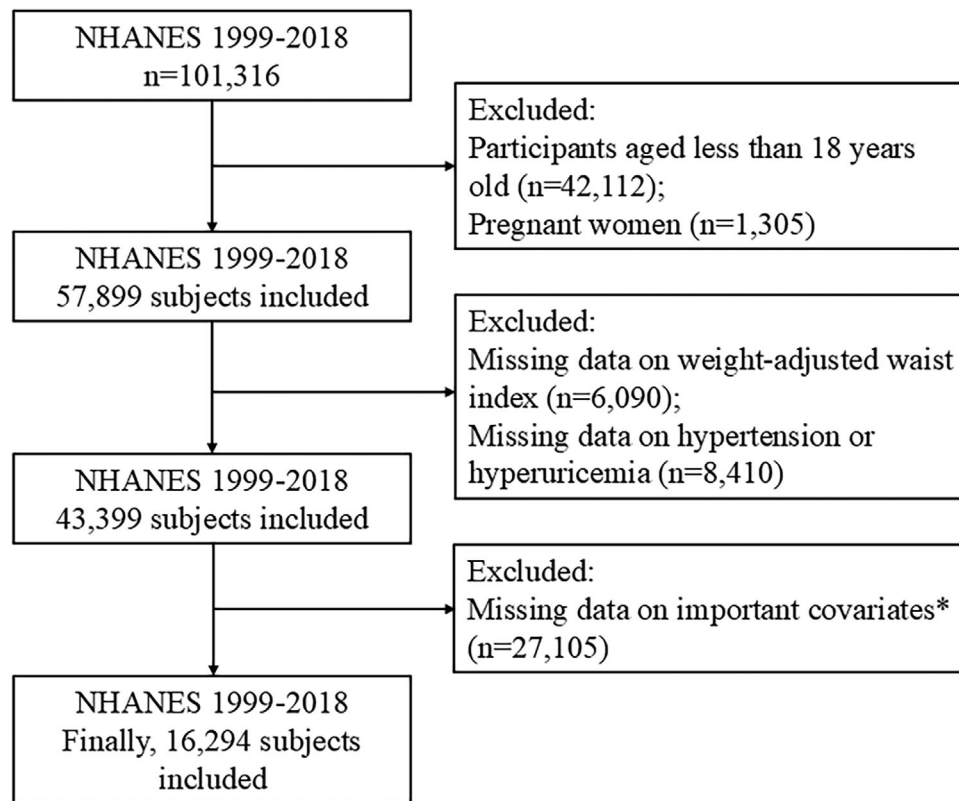 NHANES 1999-2018
n=101,316
Excluded:
Participants aged less than 18 years
old (n=42,112);
Pregnant women (n=1,305)
NHANES 1999-2018
57,899 subjects included
Excluded:
Missing data on weight-adjusted waist
index (n=6,090);
Missing data on hypertension or
hyperuricemia (n=8,410)
NHANES 1999-2018
43,399 subjects included
Excluded:
Missing data on important covariates*
(n=27,105)
NHANES 1999-2018
Finally, 16,294 subjects
included